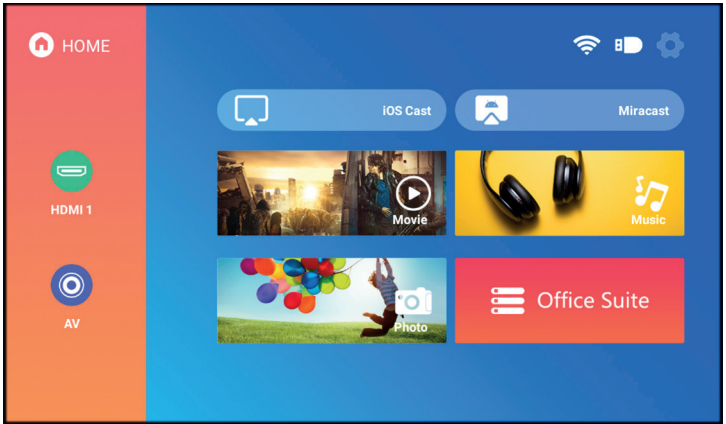 HOME
iOS Cast
Miracast
HDMI 1
Movie
Music
AV
Photo
Office Suite